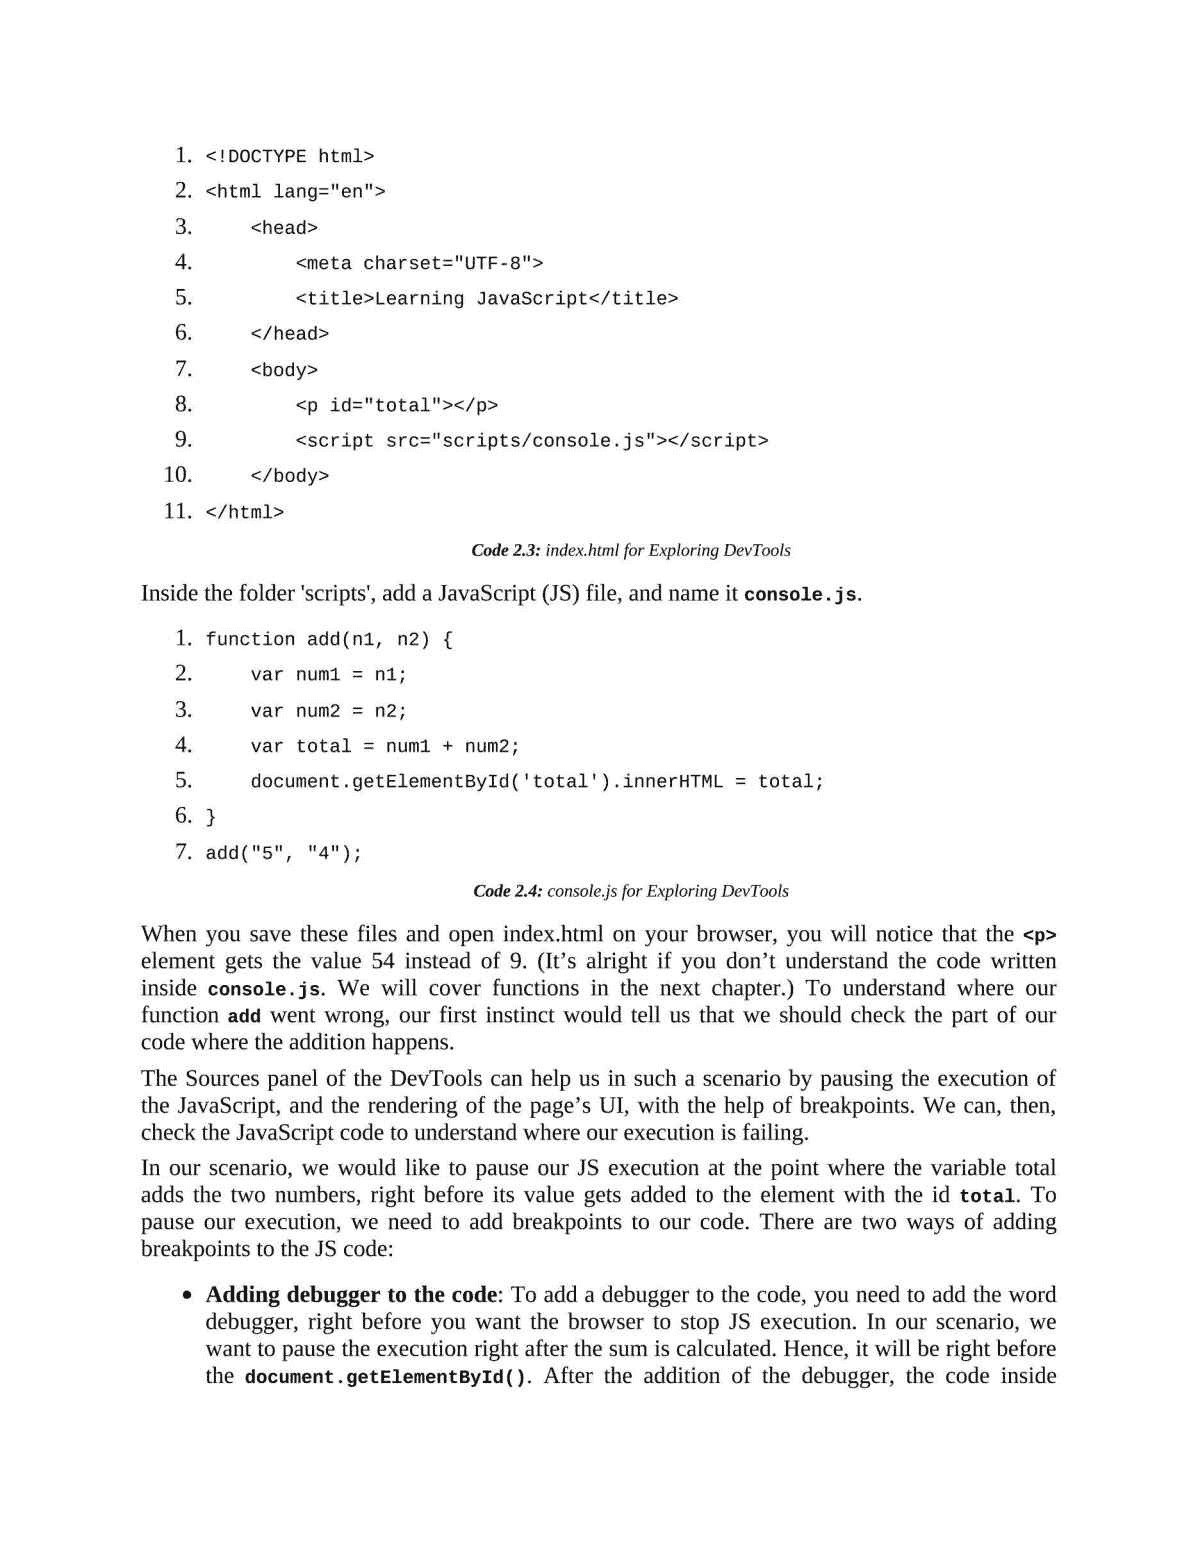 1. <!DOCTYPE html>
2. <html lang="en">
3.     <head>
4.         <meta charset="UTF-8">
5.         <title>Learning JavaScript</title>
6.     </head>
7.     <body>
8.         <p id="total"></p>
9.         <script src="scripts/console.js"></script>
10.     </body>
11. </html>
Code 2.3: index.html for Exploring DevTools
Inside the folder 'scripts', add a JavaScript (JS) file, and name it console.js.
1. function add(n1, n2) {
2.     var num1 = n1;
3.     var num2 = n2;
4.     var total = num1 + num2;
5.     document.getElementById('total').innerHTML = total;
6. }
7. add("5", "4");
Code 2.4: console.js for Exploring DevTools
When you save these files and open index.html on your browser, you will notice that the <p>
element gets the value 54 instead of 9. (It’s alright if you don’t understand the code written
inside console.js. We will cover functions in the next chapter.) To understand where our
function add went wrong, our first instinct would tell us that we should check the part of our
code where the addition happens.
The Sources panel of the DevTools can help us in such a scenario by pausing the execution of
the JavaScript, and the rendering of the page’s UI, with the help of breakpoints. We can, then,
check the JavaScript code to understand where our execution is failing.
In our scenario, we would like to pause our JS execution at the point where the variable total
adds the two numbers, right before its value gets added to the element with the id total. To
pause our execution, we need to add breakpoints to our code. There are two ways of adding
breakpoints to the JS code:
• Adding debugger to the code: To add a debugger to the code, you need to add the word
debugger, right before you want the browser to stop JS execution. In our scenario, we
want to pause the execution right after the sum is calculated. Hence, it will be right before
the document.getElementById(). After the addition of the debugger, the code inside